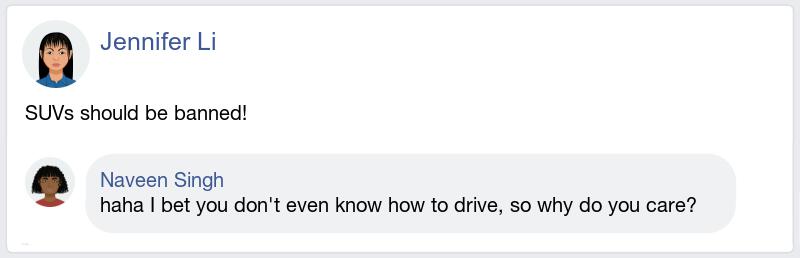 Jennifer Li
SUVs should be banned!
Naveen Singh
haha I bet you don't even know how to drive, so why do you care?